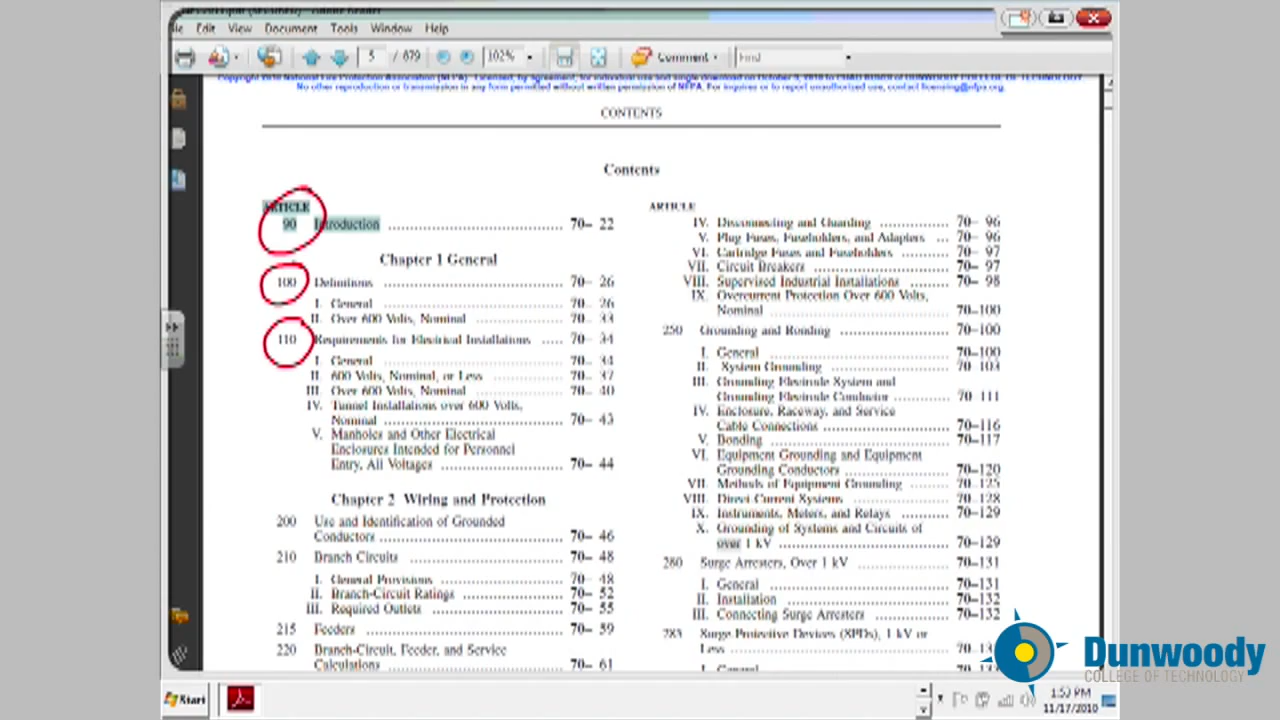 Edit View Document Tools Window Help
5 / 679 102% Comment Find
No other reproduction or transmission in any form permitted without written permission of NFPA. For inquires or to report unauthorized use, contact licensing@nfpa.org.
CONTENTS
Contents
ARTICLE
90 Introduction 70– 22
Chapter 1 General
100 Definitions 70– 26
I. General 70– 26
II. Over 600 Volts, Nominal 70– 33
110 Requirements for Electrical Installations 70– 34
I. General 70– 34
II. 600 Volts, Nominal, or Less 70– 37
III. Over 600 Volts, Nominal 70– 40
IV. Tunnel Installations over 600 Volts,
Nominal 70– 43
V. Manholes and Other Electrical
Enclosures Intended for Personnel
Entry, All Voltages 70– 44
Chapter 2 Wiring and Protection
200 Use and Identification of Grounded
Conductors 70– 46
210 Branch Circuits 70– 48
I. General Provisions 70– 48
II. Branch-Circuit Ratings 70– 52
III. Required Outlets 70– 55
215 Feeders 70– 59
220 Branch-Circuit, Feeder, and Service
Calculations 70– 61
ARTICLE
IV. Disconnecting and Guarding 70– 96
V. Plug Fuses, Fuseholders, and Adapters 70– 96
VI. Cartridge Fuses and Fuseholders 70– 97
VII. Circuit Breakers 70– 97
VIII. Supervised Industrial Installations 70– 98
IX. Overcurrent Protection Over 600 Volts,
Nominal 70–100
250 Grounding and Bonding 70–100
I. General 70–100
II. System Grounding 70–103
III. Grounding Electrode System and
Grounding Electrode Conductor 70–111
IV. Enclosure, Raceway, and Service
Cable Connections 70–116
V. Bonding 70–117
VI. Equipment Grounding and Equipment
Grounding Conductors 70–120
VII. Methods of Equipment Grounding 70–125
VIII. Direct-Current Systems 70–128
IX. Instruments, Meters, and Relays 70–129
X. Grounding of Systems and Circuits of
over 1 kV 70–129
280 Surge Arresters, Over 1 kV 70–131
I. General 70–131
II. Installation 70–132
III. Connecting Surge Arresters 70–132
285 Surge Protective Devices (SPDs), 1 kV or
Less
I. General
Dunwoody
COLLEGE OF TECHNOLOGY
Start
1:53 PM
11/17/2010